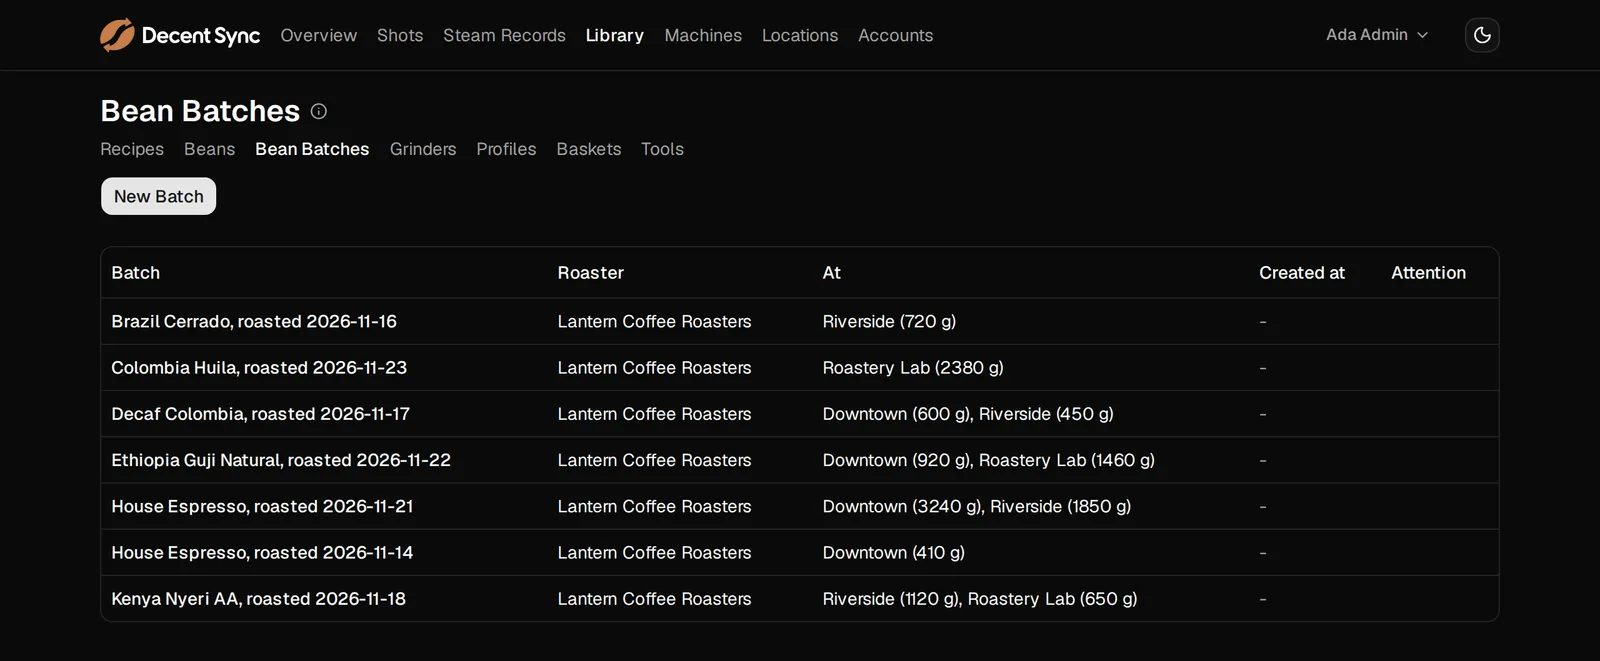 Decent Sync Overview Shots Steam Records Library Machines Locations Accounts Ada Admin
Bean Batches
Recipes Beans Bean Batches Grinders Profiles Baskets Tools
New Batch
Batch Roaster At Created at Attention
Brazil Cerrado, roasted 2026-11-16 Lantern Coffee Roasters Riverside (720 g) -
Colombia Huila, roasted 2026-11-23 Lantern Coffee Roasters Roastery Lab (2380 g) -
Decaf Colombia, roasted 2026-11-17 Lantern Coffee Roasters Downtown (600 g), Riverside (450 g) -
Ethiopia Guji Natural, roasted 2026-11-22 Lantern Coffee Roasters Downtown (920 g), Roastery Lab (1460 g) -
House Espresso, roasted 2026-11-21 Lantern Coffee Roasters Downtown (3240 g), Riverside (1850 g) -
House Espresso, roasted 2026-11-14 Lantern Coffee Roasters Downtown (410 g) -
Kenya Nyeri AA, roasted 2026-11-18 Lantern Coffee Roasters Riverside (1120 g), Roastery Lab (650 g) -